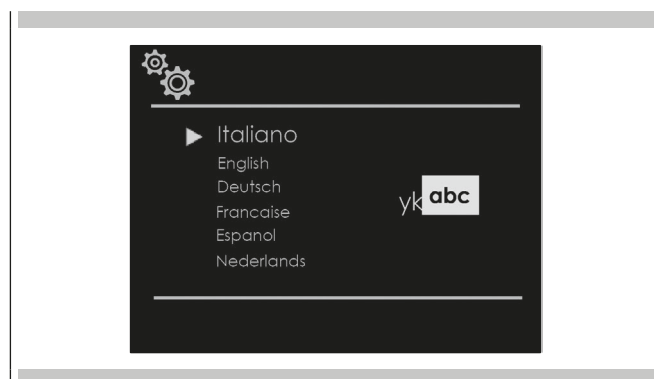 Italiano
English
Deutsch
Francaise
Espanol
Nederlands
yk abc